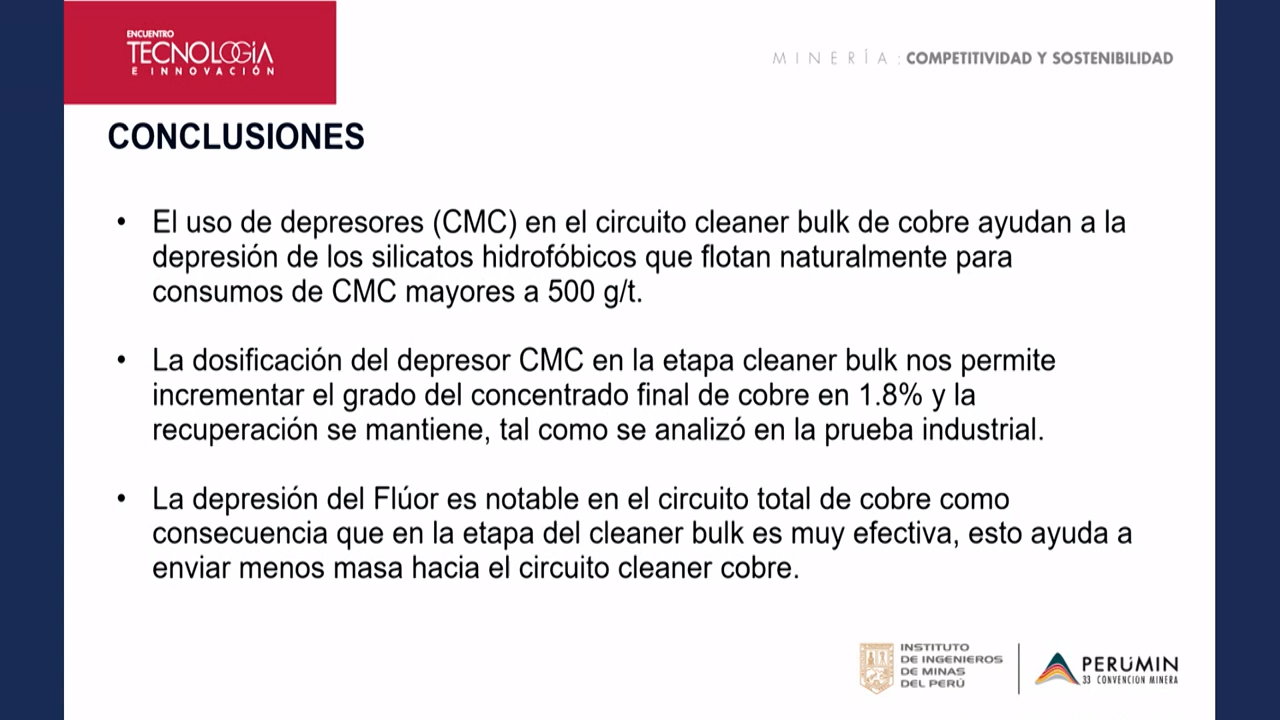 ENCUENTRO
TECNOLOGÍA
E INNOVACIÓN
MINERÍA: COMPETITIVIDAD Y SOSTENIBILIDAD
CONCLUSIONES
• El uso de depresores (CMC) en el circuito cleaner bulk de cobre ayudan a la
depresión de los silicatos hidrofóbicos que flotan naturalmente para
consumos de CMC mayores a 500 g/t.
• La dosificación del depresor CMC en la etapa cleaner bulk nos permite
incrementar el grado del concentrado final de cobre en 1.8% y la
recuperación se mantiene, tal como se analizó en la prueba industrial.
• La depresión del Flúor es notable en el circuito total de cobre como
consecuencia que en la etapa del cleaner bulk es muy efectiva, esto ayuda a
enviar menos masa hacia el circuito cleaner cobre.
INSTITUTO
DE INGENIEROS
DE MINAS
DEL PERÚ
PERÚMIN
33 CONVENCIÓN MINERA